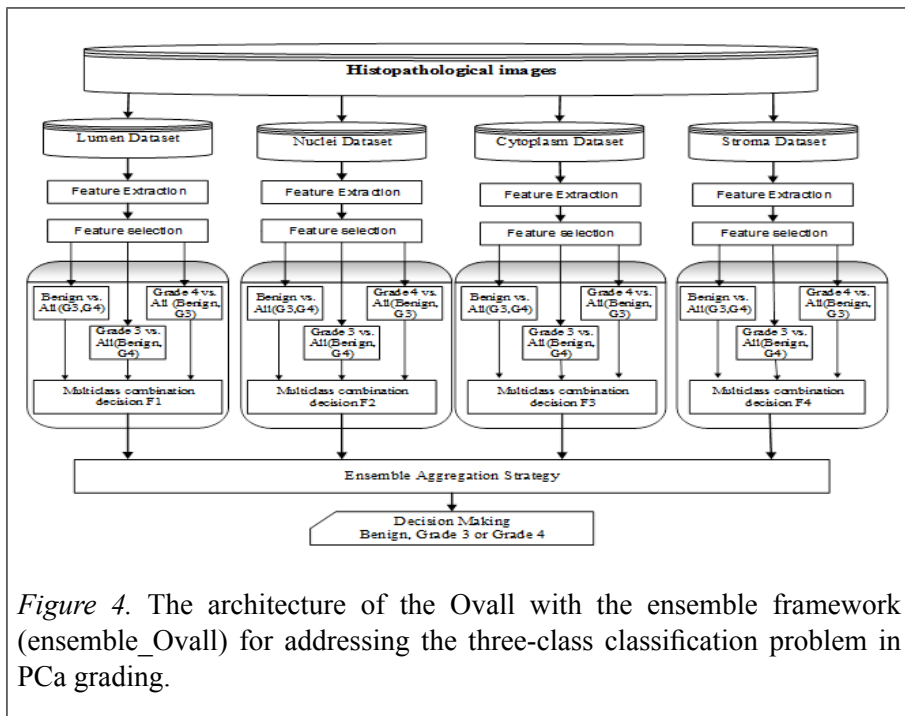 Histopathological images
Lumen Dataset
Nuclei Dataset
Cytoplasm Dataset
Stroma Dataset
Feature Extraction
Feature Extraction
Feature Extraction
Feature Extraction
Feature selection
Feature selection
Feature selection
Feature selection
Benign vs.
All(G3,G4)
Grade 3 vs.
All(Benign,
G4)
Grade 4 vs.
All (Benign,
G3)
Multiclass combination
decision F1
Benign vs.
All(G3,G4)
Grade 3 vs.
All(Benign,
G4)
Grade 4 vs.
All(Benign,
G3)
Multiclass combination
decision F2
Benign vs.
All(G3,G4)
Grade 3 vs.
All(Benign,
G4)
Grade 4 vs.
All(Benign,
G3)
Multiclass combination
decision F3
Benign vs.
All(G3,G4)
Grade 3 vs.
All(Benign,
G4)
Grade 4 vs.
All(Benign,
G3)
Multiclass combination
decision F4
Ensemble Aggregation Strategy
Decision Making
Benign, Grade 3 or Grade 4
Figure 4. The architecture of the Ovall with the ensemble framework
(ensemble_Ovall) for addressing the three-class classification problem in
PCa grading.